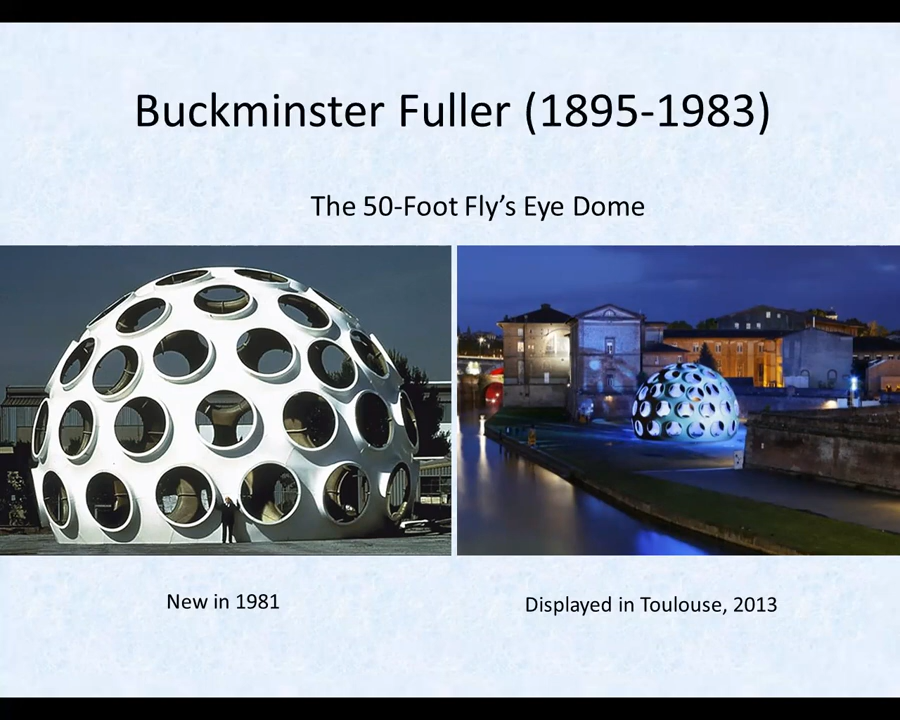 Buckminster Fuller (1895-1983)
The 50-Foot Fly’s Eye Dome
New in 1981
Displayed in Toulouse, 2013